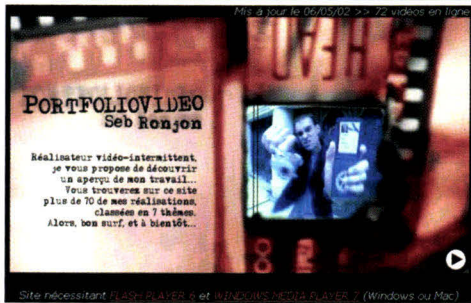 Mis à jour le 06/05/02 >> 72 vidéos en ligne
HEAD
PORTFOLIOVIDEO
Seb Ronjon
Réalisateur vidéo-intermittent,
je vous propose de découvrir
un aperçu de mon travail...
Vous trouverez sur ce site
plus de 70 de mes réalisations,
classées en 7 thèmes.
Alors, bon surf, et à bientôt...
Site nécessitant FLASH PLAYER 6 et WINDOWS MEDIA PLAYER 7 (Windows ou Mac)